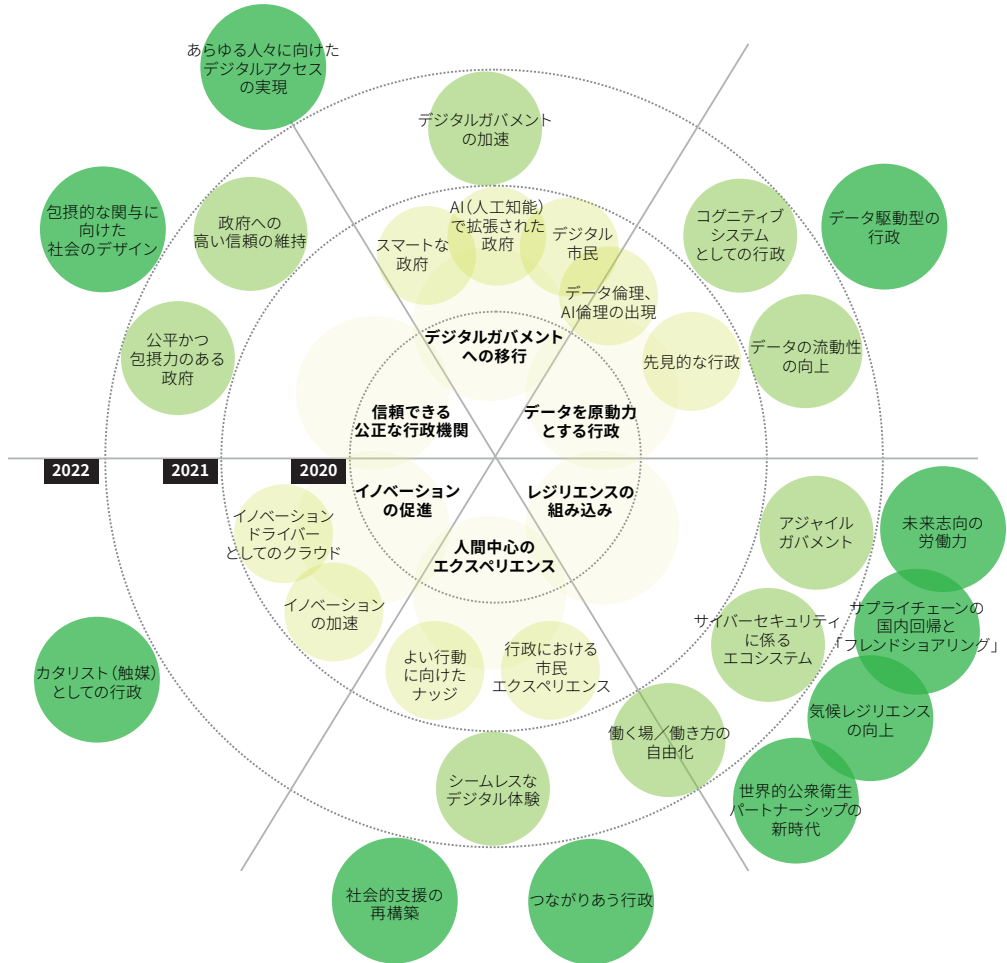 あらゆる人々に向けた
デジタルアクセス
の実現
デジタルガバメント
の加速
包摂的な関与に
向けた
社会のデザイン
政府への
高い信頼の維持
スマートな
政府
AI（人工知能）
で拡張された
政府
デジタル
市民
コグニティブ
システム
としての行政
データ駆動型の
行政
データ倫理、
AI倫理の出現
公平かつ
包摂力のある
政府
デジタルガバメント
への移行
先見的な行政
データの流動性
の向上
信頼できる
公正な行政機関
データを原動力
とする行政
2022
2021
2020
イノベーション
の促進
レジリエンスの
組み込み
人間中心の
エクスペリエンス
イノベーション
ドライバー
としてのクラウド
アジャイル
ガバメント
未来志向の
労働力
イノベーション
の加速
サイバーセキュリティ
に係る
エコシステム
サプライチェーンの
国内回帰と
「フレンドショアリング」
カタリスト（触媒）
としての行政
よい行動
に向けた
ナッジ
行政における
市民
エクスペリエンス
働く場／働き方の
自由化
気候レジリエンス
の向上
シームレスな
デジタル体験
世界的公衆衛生
パートナーシップの
新時代
社会的支援の
再構築
つながりあう行政